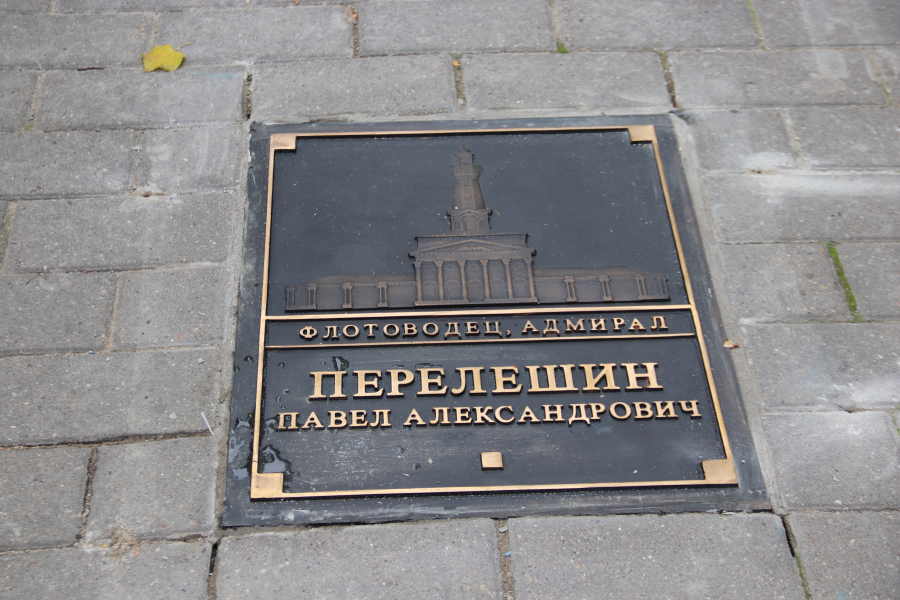 ФЛОТОВОДЕЦ, АДМИРАЛ
ПЕРЕЛЕШИН
ПАВЕЛ АЛЕКСАНДРОВИЧ